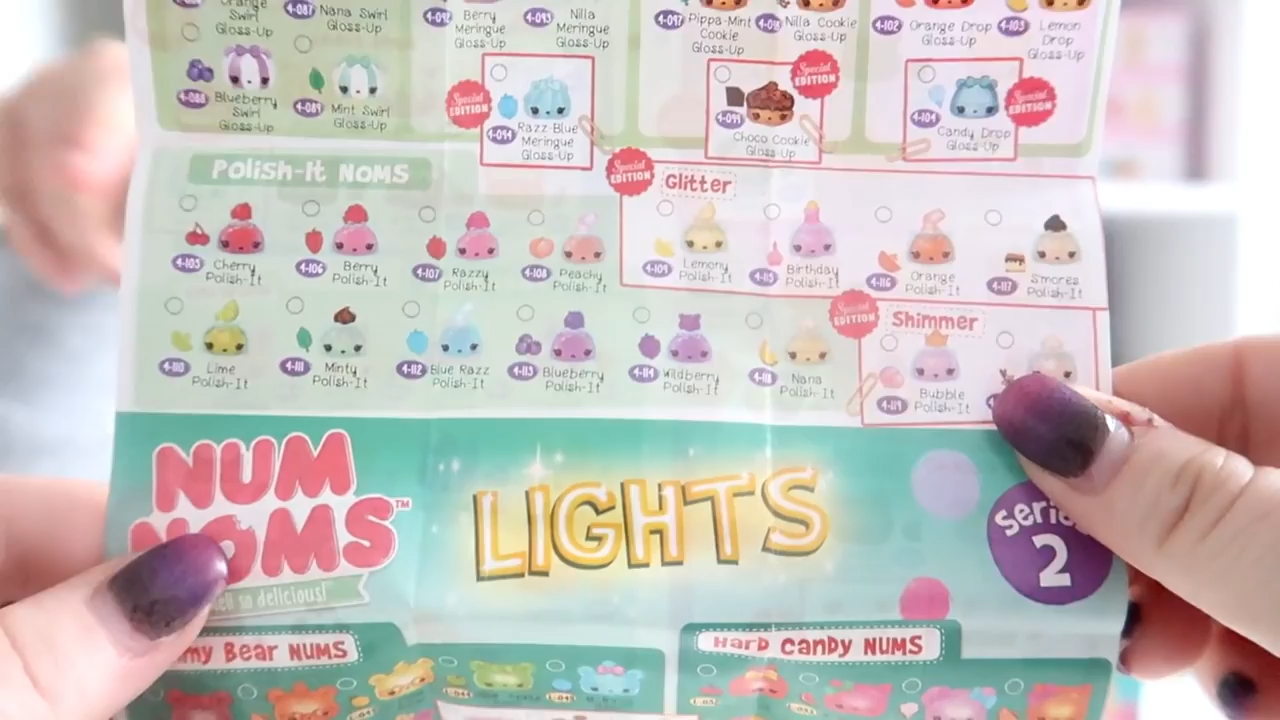 Swirl
Gloss-Up
4-087 Nana Swirl
Gloss-Up
4-092 Berry
Meringue
Gloss-Up
4-093 Nilla
Meringue
Gloss-Up
4-097 Pippa-Mint
Cookie
Gloss-Up
Nilla Cookie
Gloss-Up
4-102 Orange Drop
Gloss-Up
4-103 Lemon
Drop
Gloss-Up
4-088 Blueberry
Swirl
Gloss-Up
4-089 Mint Swirl
Gloss-Up
Special
EDITION
4-094 Razz-Blue
Meringue
Gloss-Up
Special
EDITION
4-099 Choco Cookie
Gloss-Up
Special
EDITION
4-104 Candy Drop
Gloss-Up
Polish-It NOMS
Special
EDITION
Glitter
4-105 Cherry
Polish-It
4-106 Berry
Polish-It
4-107 Razzy
Polish-It
4-108 Peachy
Polish-It
4-109 Lemony
Polish-It
4-115 Birthday
Polish-It
4-116 Orange
Polish-It
4-117 S'mores
Polish-It
Special
EDITION
Shimmer
4-110 Lime
Polish-It
4-111 Minty
Polish-It
4-112 Blue Razz
Polish-It
4-113 Blueberry
Polish-It
4-114 Wildberry
Polish-It
4-118 Nana
Polish-It
4-119 Bubble
Polish-It
NUM
NOMS™
so delicious!
LIGHTS
Series
2
my Bear NUMS
Hard Candy NUMS
L-044
L-045